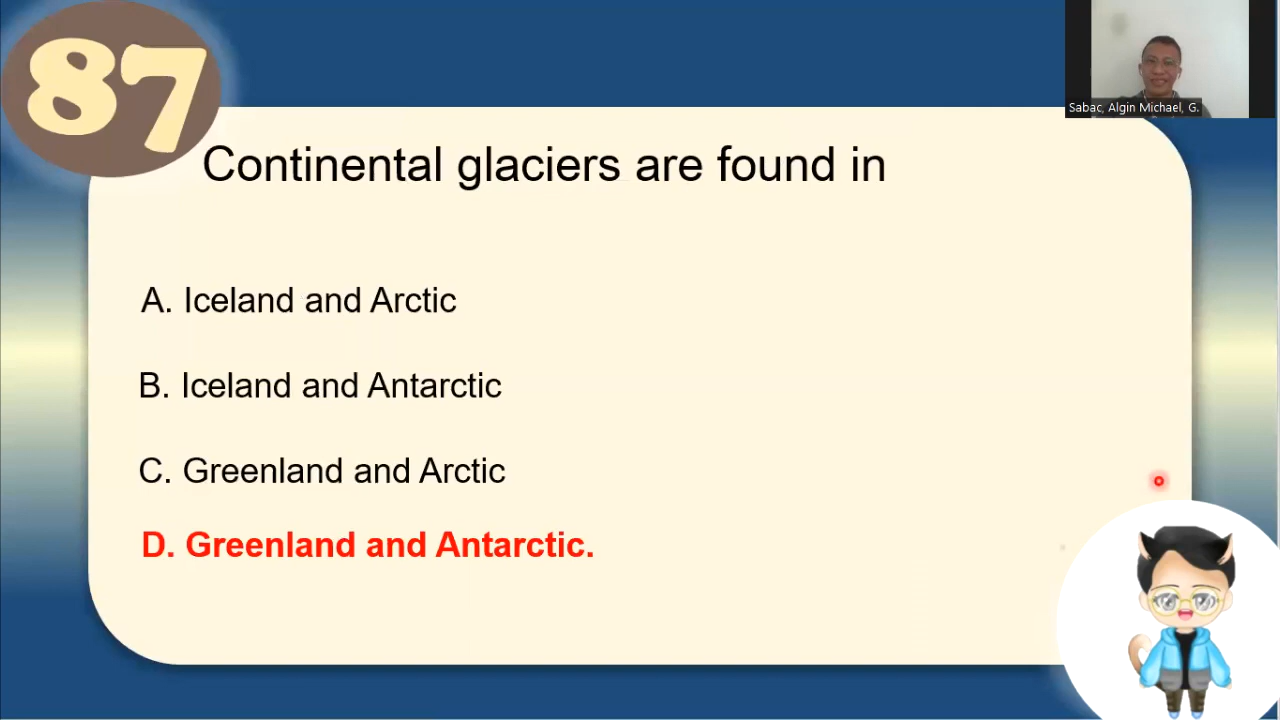 87
Sabac, Algin Michael, G.
Continental glaciers are found in
A. Iceland and Arctic
B. Iceland and Antarctic
C. Greenland and Arctic
D. Greenland and Antarctic.